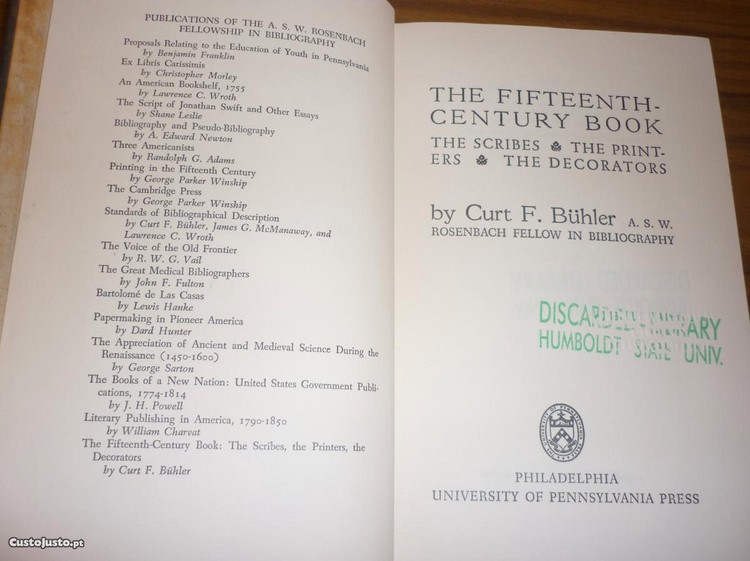 PUBLICATIONS OF THE A. S. W. ROSENBACH
FELLOWSHIP IN BIBLIOGRAPHY
Proposals Relating to the Education of Youth in Pennsylvania
by Benjamin Franklin
Ex Libris Carissimis
by Christopher Morley
An American Bookshelf, 1755
by Lawrence C. Wroth
The Script of Jonathan Swift and Other Essays
by Shane Leslie
Bibliography and Pseudo-Bibliography
by A. Edward Newton
Three Americanists
by Randolph G. Adams
Printing in the Fifteenth Century
by George Parker Winship
The Cambridge Press
by George Parker Winship
Standards of Bibliographical Description
by Curt F. Bühler, James G. McManaway, and
Lawrence C. Wroth
The Voice of the Old Frontier
by R. W. G. Vail
The Great Medical Bibliographers
by John F. Fulton
Bartolomé de Las Casas
by Lewis Hanke
Papermaking in Pioneer America
by Dard Hunter
The Appreciation of Ancient and Medieval Science During the
Renaissance (1450-1600)
by George Sarton
The Books of a New Nation: United States Government Publi-
cations, 1774-1814
by J. H. Powell
Literary Publishing in America, 1790-1850
by William Charvat
The Fifteenth-Century Book: The Scribes, the Printers, the
Decorators
by Curt F. Bühler
THE FIFTEENTH-
CENTURY BOOK
THE SCRIBES THE PRINT-
ERS THE DECORATORS
by Curt F. Bühler A. S. W.
ROSENBACH FELLOW IN BIBLIOGRAPHY
DISCARDED LIBRARY
HUMBOLDT STATE UNIV.
PHILADELPHIA
UNIVERSITY OF PENNSYLVANIA PRESS
CustoJusto.pt